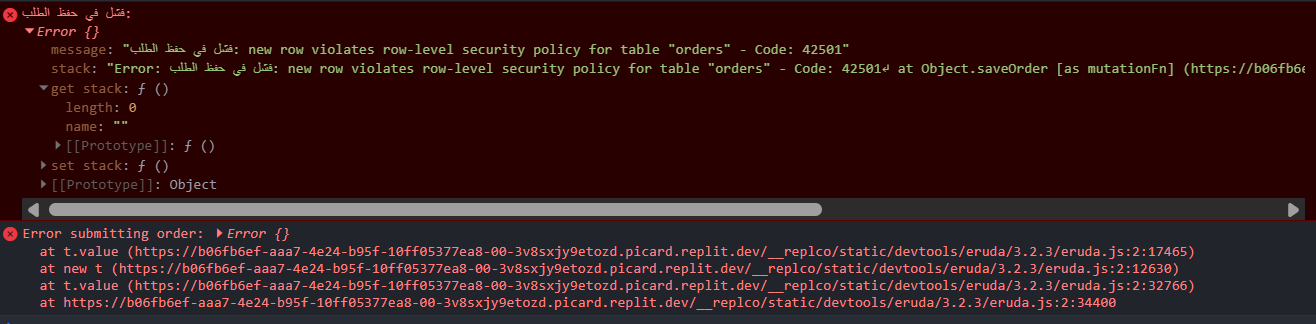 فشل في حفظ الطلب:
Error {}
message: "فشل في حفظ الطلب: new row violates row-level security policy for table "orders" - Code: 42501"
stack: "Error: فشل في حفظ الطلب: new row violates row-level security policy for table "orders" - Code: 42501↵ at Object.saveOrder [as mutationFn] (https://b06fb6e
get stack: ƒ ()
length: 0
name: ""
[[Prototype]]: ƒ ()
set stack: ƒ ()
[[Prototype]]: Object
Error submitting order: Error {}
at t.value (https://b06fb6ef-aaa7-4e24-b95f-10ff05377ea8-00-3v8sxjy9etozd.picard.replit.dev/__replco/static/devtools/eruda/3.2.3/eruda.js:2:17465)
at new t (https://b06fb6ef-aaa7-4e24-b95f-10ff05377ea8-00-3v8sxjy9etozd.picard.replit.dev/__replco/static/devtools/eruda/3.2.3/eruda.js:2:12630)
at t.value (https://b06fb6ef-aaa7-4e24-b95f-10ff05377ea8-00-3v8sxjy9etozd.picard.replit.dev/__replco/static/devtools/eruda/3.2.3/eruda.js:2:32766)
at https://b06fb6ef-aaa7-4e24-b95f-10ff05377ea8-00-3v8sxjy9etozd.picard.replit.dev/__replco/static/devtools/eruda/3.2.3/eruda.js:2:34400